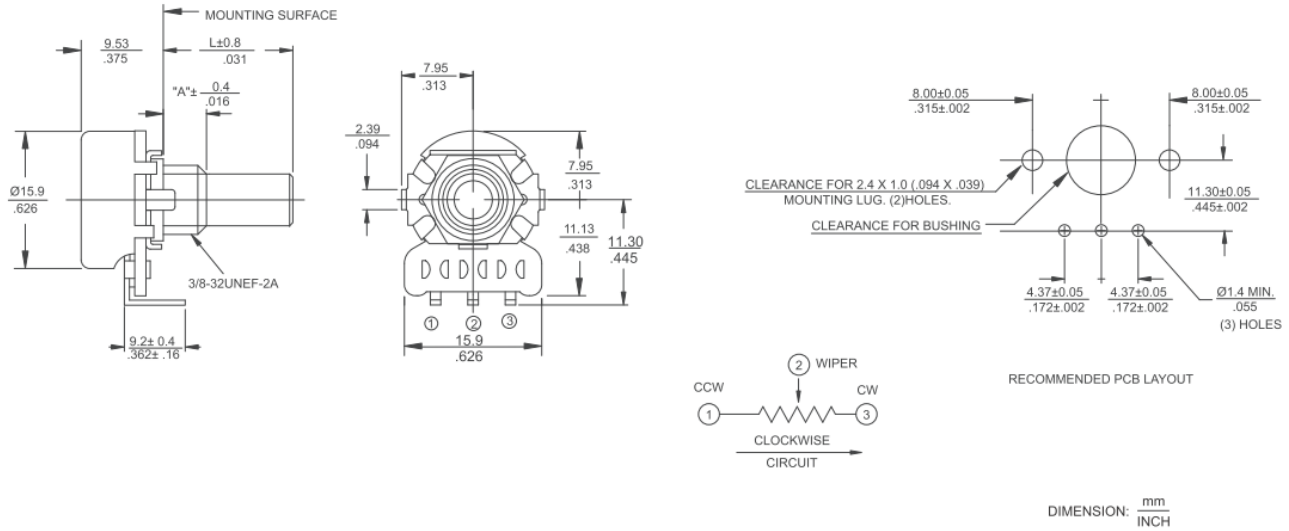 MOUNTING SURFACE
9.53
.375
L±0.8
.031
"A"± 0.4
.016
Ø15.9
.626
3/8-32UNEF-2A
9.2± 0.4
.362± .16
7.95
.313
2.39
.094
7.95
.313
11.13
.438
11.30
.445
1 2 3
15.9
.626
8.00±0.05
.315±.002
8.00±0.05
.315±.002
CLEARANCE FOR 2.4 X 1.0 (.094 X .039)
MOUNTING LUG. (2)HOLES.
CLEARANCE FOR BUSHING
11.30±0.05
.445±.002
4.37±0.05
.172±.002
4.37±0.05
.172±.002
Ø1.4 MIN.
.055
(3) HOLES
RECOMMENDED PCB LAYOUT
2 WIPER
CCW
CW
1
3
CLOCKWISE
CIRCUIT
DIMENSION: mm
INCH